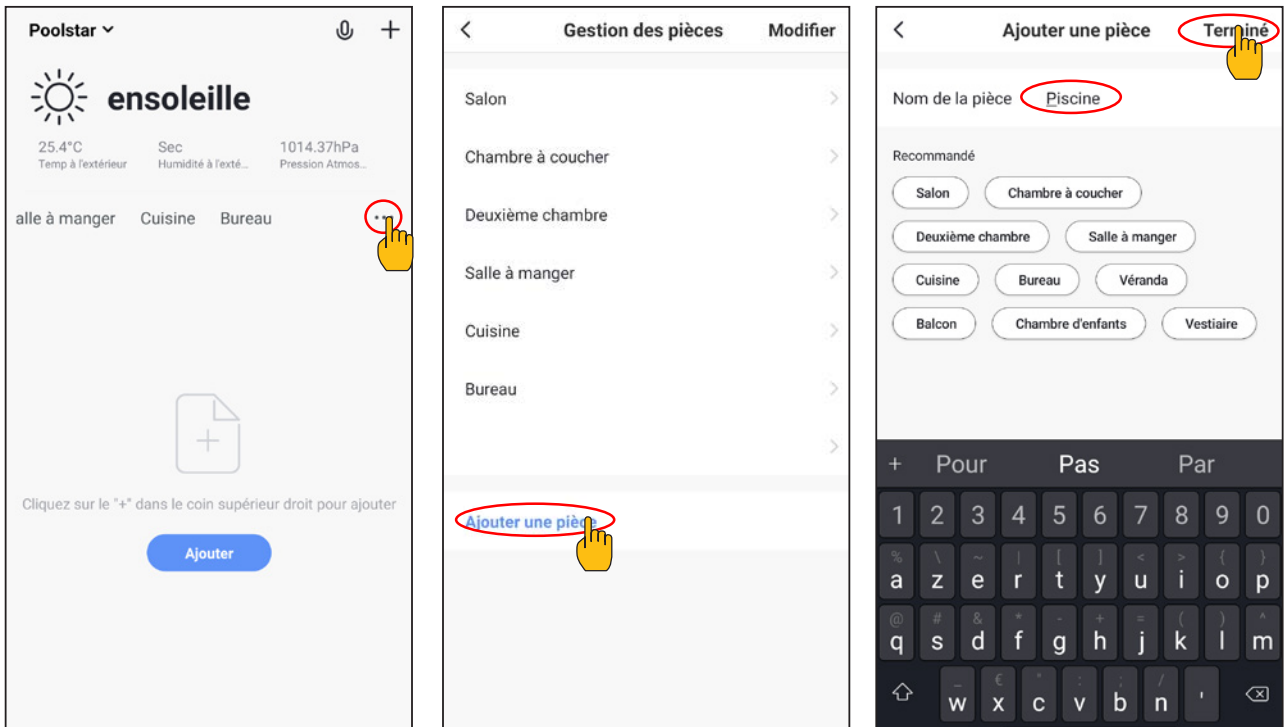 Poolstar
+
ensoleille
25.4°C Sec 1014.37hPa
Temp à l'extérieur Humidité à l'exté... Pression Atmos...
alle à manger Cuisine Bureau ...
Cliquez sur le "+" dans le coin supérieur droit pour ajouter
Ajouter
< Gestion des pièces Modifier
Salon >
Chambre à coucher >
Deuxième chambre >
Salle à manger >
Cuisine >
Bureau >
>
Ajouter une pièce
< Ajouter une pièce Terminé
Nom de la pièce Piscine
Recommandé
Salon Chambre à coucher
Deuxième chambre Salle à manger
Cuisine Bureau Véranda
Balcon Chambre d'enfants Vestiaire
+ Pour Pas Par
1 2 3 4 5 6 7 8 9 0
% \ ~ | [ ] < > { }
a z e r t y u i o p
@ # & * - + = ( ) ^
q s d f g h j k l m
_ € " : ; /
w x c v b n '